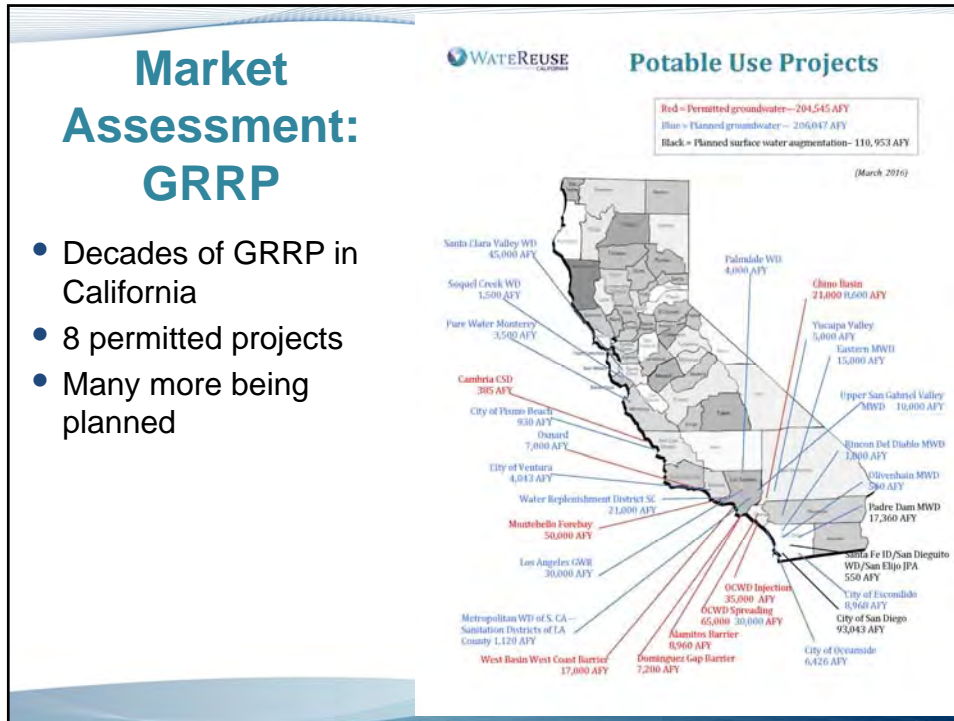 Market
Assessment:
GRRP
• Decades of GRRP in
California
• 8 permitted projects
• Many more being
planned
WATEREUSE
CALIFORNIA
Potable Use Projects
Red = Permitted groundwater—204,545 AFY
Blue = Planned groundwater — 206,047 AFY
Black = Planned surface water augmentation– 110, 953 AFY
(March 2016)
Santa Clara Valley WD
45,000 AFY
Soquel Creek WD
1,500 AFY
Pure Water Monterey
3,500 AFY
Cambria CSD
385 AFY
City of Pismo Beach
930 AFY
Oxnard
7,000 AFY
City of Ventura
4,043 AFY
Water Replenishment District SC
21,000 AFY
Montebello Forebay
50,000 AFY
Los Angeles GWR
30,000 AFY
Metropolitan WD of S. CA —
Sanitation Districts of LA
County 1,120 AFY
West Basin West Coast Barrier
17,000 AFY
Palmdale WD
4,000 AFY
Chino Basin
21,000 AFY
Yucaipa Valley
5,000 AFY
Eastern MWD
15,000 AFY
Upper San Gabriel Valley
MWD 10,000 AFY
Rincon Del Diablo MWD
AFY
Olivenhain MWD
AFY
Padre Dam MWD
17,360 AFY
Santa Fe ID/San Dieguito
WD/San Elijo JPA
550 AFY
City of Escondido
8,960 AFY
City of San Diego
93,043 AFY
City of Oceanside
6,426 AFY
OCWD Injection
35,000 AFY
OCWD Spreading
65,000 30,000 AFY
Alamitos Barrier
8,960 AFY
Dominguez Gap Barrier
7,200 AFY